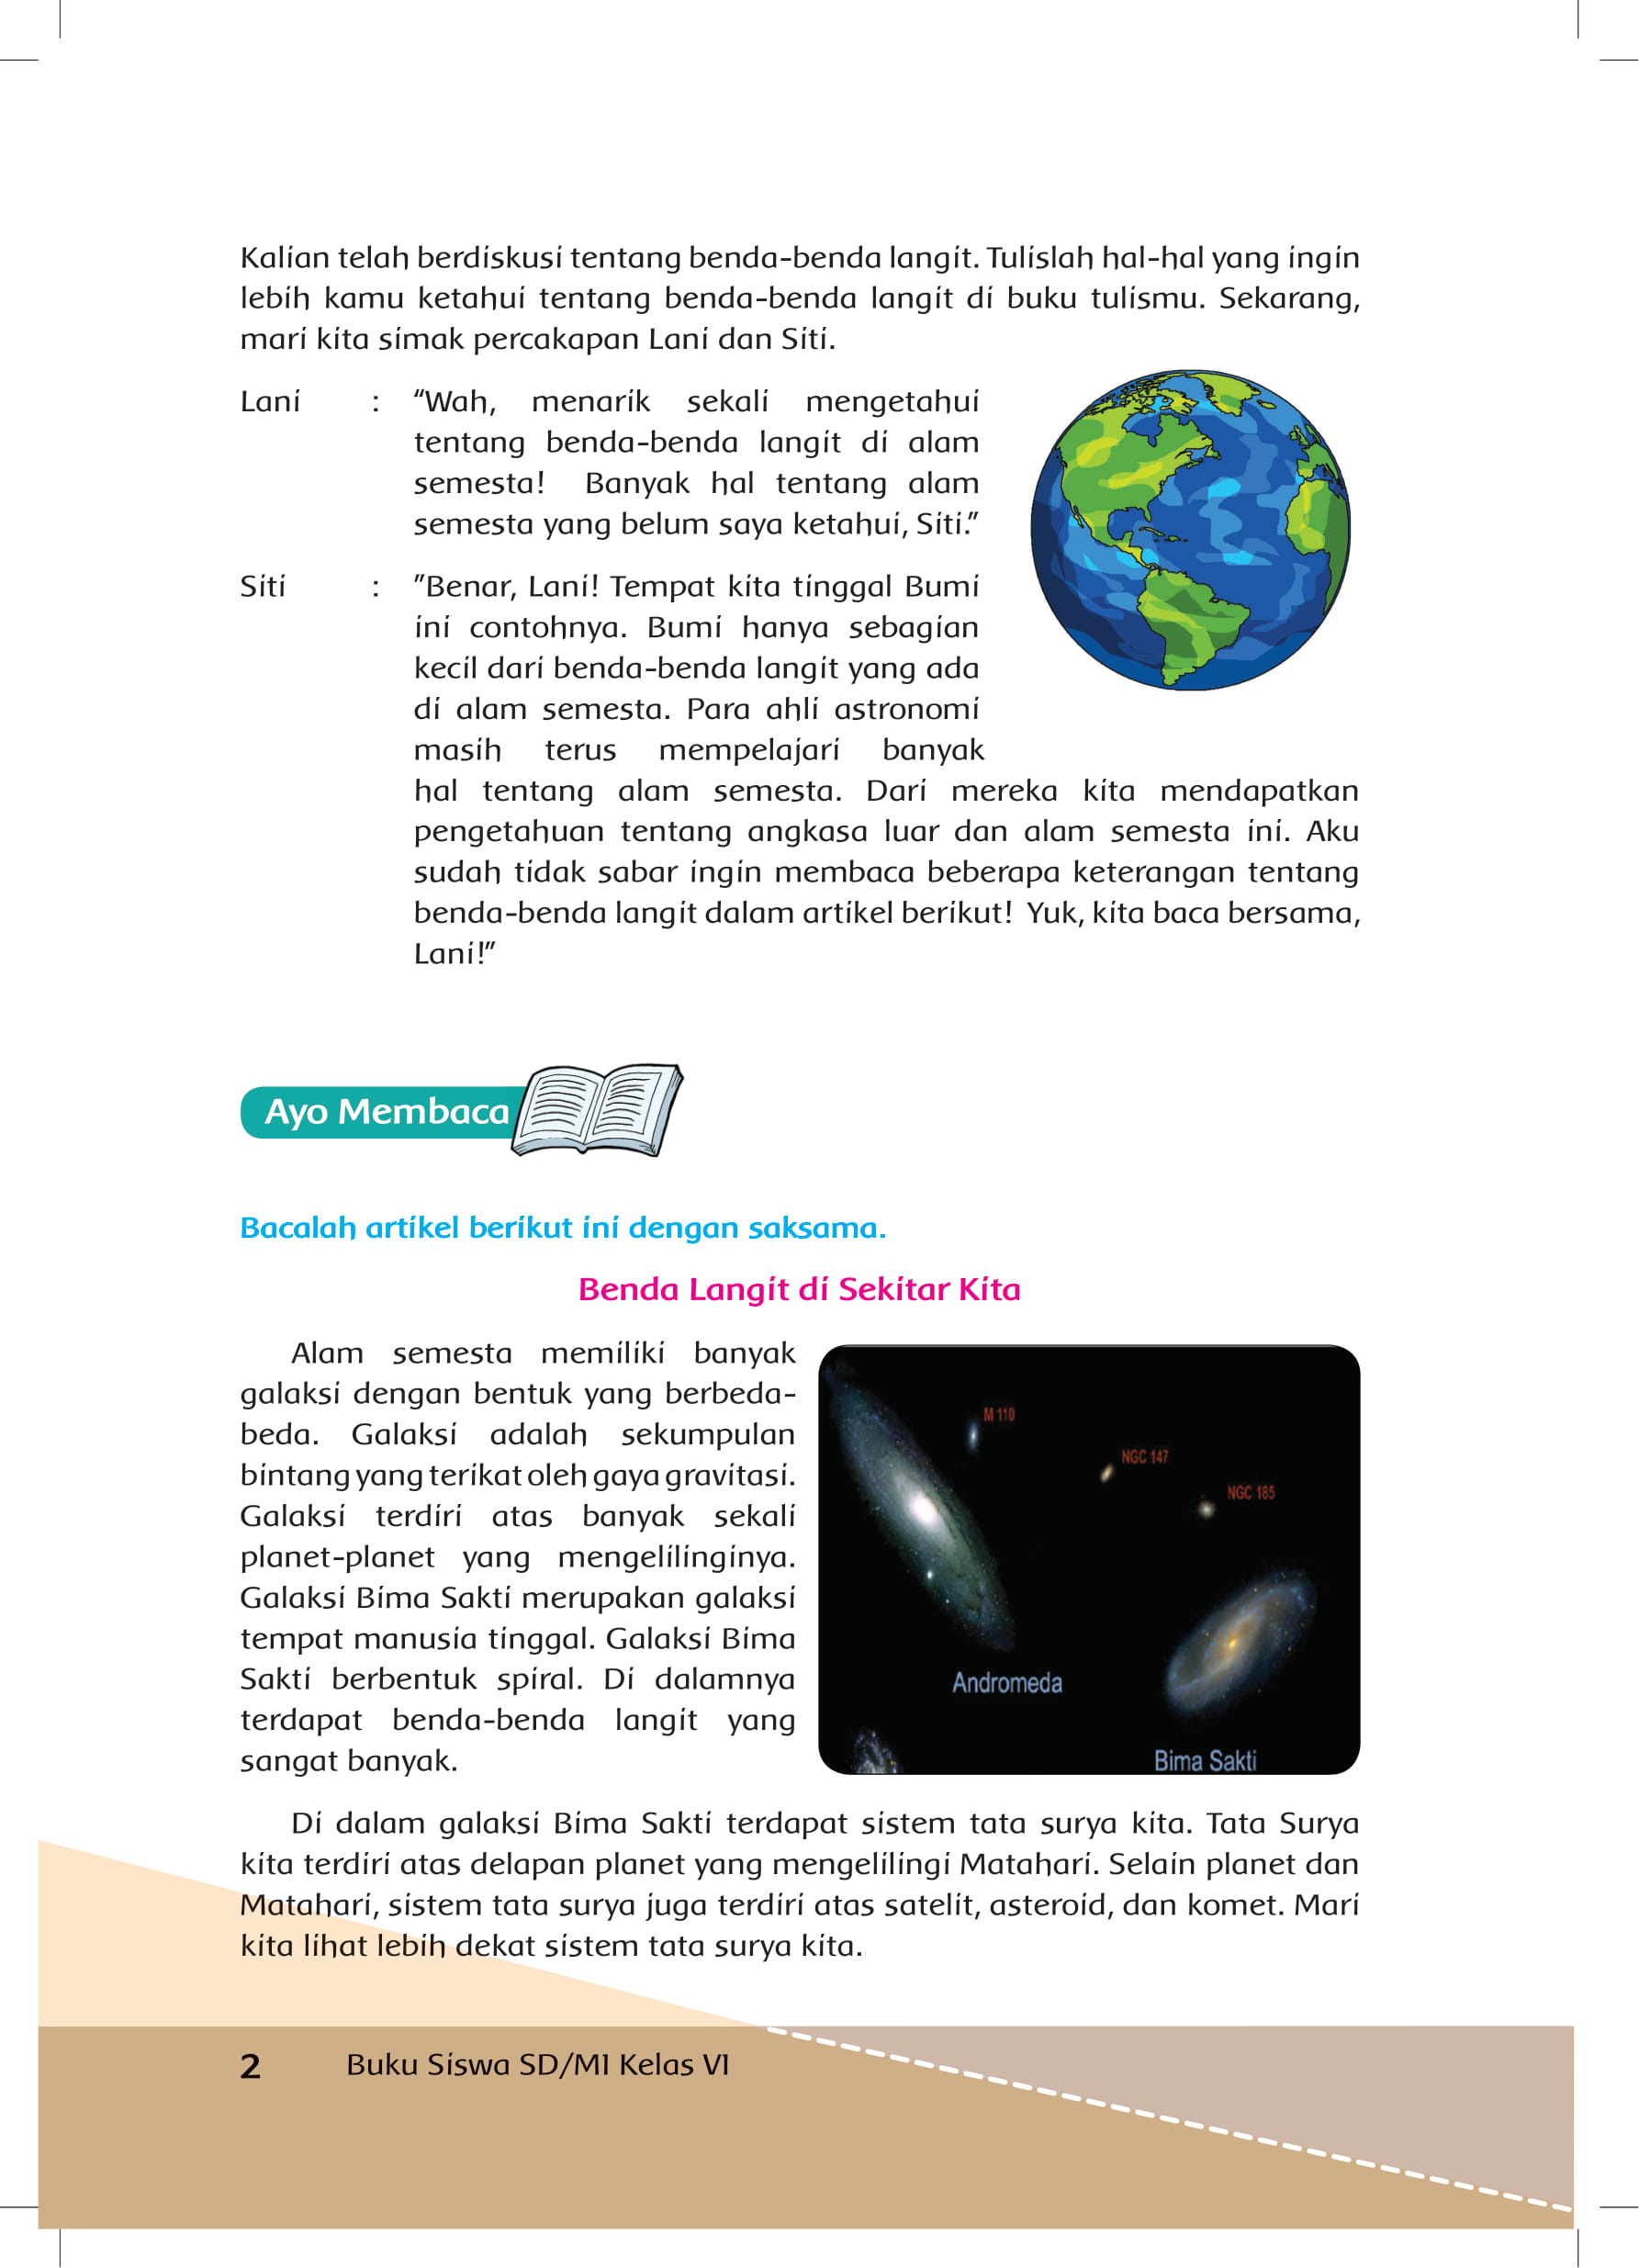 Kalian telah berdiskusi tentang benda-benda langit. Tulislah hal-hal yang ingin
lebih kamu ketahui tentang benda-benda langit di buku tulismu. Sekarang,
mari kita simak percakapan Lani dan Siti.
Lani : “Wah, menarik sekali mengetahui
tentang benda-benda langit di alam
semesta! Banyak hal tentang alam
semesta yang belum saya ketahui, Siti.”
Siti : ”Benar, Lani! Tempat kita tinggal Bumi
ini contohnya. Bumi hanya sebagian
kecil dari benda-benda langit yang ada
di alam semesta. Para ahli astronomi
masih terus mempelajari banyak
hal tentang alam semesta. Dari mereka kita mendapatkan
pengetahuan tentang angkasa luar dan alam semesta ini. Aku
sudah tidak sabar ingin membaca beberapa keterangan tentang
benda-benda langit dalam artikel berikut! Yuk, kita baca bersama,
Lani!”
Ayo Membaca
Bacalah artikel berikut ini dengan saksama.
Benda Langit di Sekitar Kita
Alam semesta memiliki banyak
galaksi dengan bentuk yang berbeda-
beda. Galaksi adalah sekumpulan
bintang yang terikat oleh gaya gravitasi.
Galaksi terdiri atas banyak sekali
planet-planet yang mengelilinginya.
Galaksi Bima Sakti merupakan galaksi
tempat manusia tinggal. Galaksi Bima
Sakti berbentuk spiral. Di dalamnya
terdapat benda-benda langit yang
sangat banyak.
M 110
NGC 147
NGC 185
Andromeda
Bima Sakti
Di dalam galaksi Bima Sakti terdapat sistem tata surya kita. Tata Surya
kita terdiri atas delapan planet yang mengelilingi Matahari. Selain planet dan
Matahari, sistem tata surya juga terdiri atas satelit, asteroid, dan komet. Mari
kita lihat lebih dekat sistem tata surya kita.
2 Buku Siswa SD/MI Kelas VI